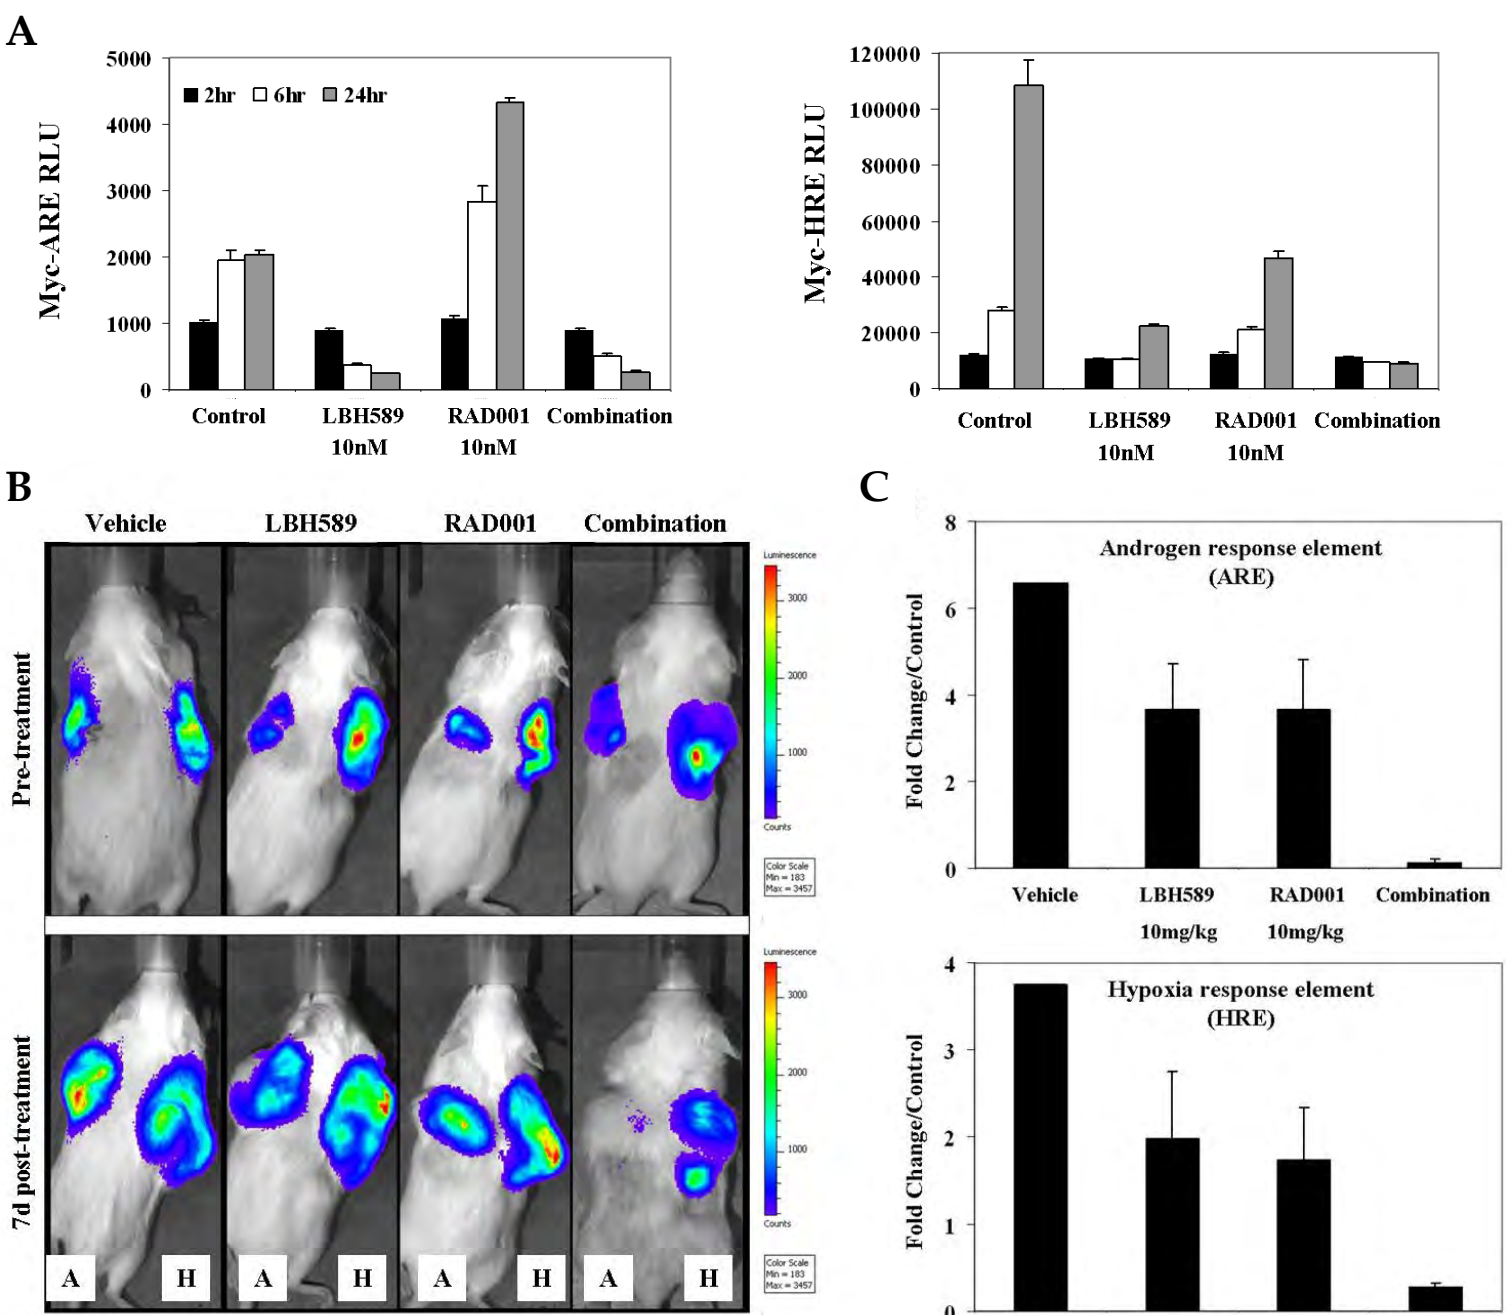 A
5000
4000
3000
2000
1000
0
Myc-ARE RLU
2hr 6hr 24hr
Control
LBH589
10nM
RAD001
10nM
Combination
120000
100000
80000
60000
40000
20000
0
Myc-HRE RLU
Control
LBH589
10nM
RAD001
10nM
Combination
B
Vehicle LBH589 RAD001 Combination
Pre-treatment
Luminescence
3000
2000
1000
Counts
Color Scale
Min = 183
Max = 3457
7d post-treatment
Luminescence
3000
2000
1000
Counts
Color Scale
Min = 183
Max = 3457
A H A H A H A H
C
8
6
4
2
0
Fold Change/Control
Androgen response element
(ARE)
Vehicle
LBH589
10mg/kg
RAD001
10mg/kg
Combination
4
3
2
1
0
Fold Change/Control
Hypoxia response element
(HRE)